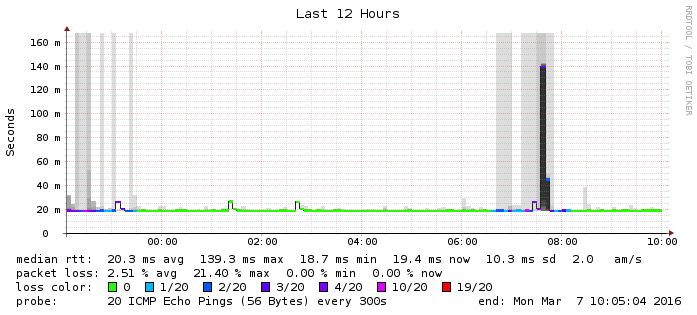 Last 12 Hours
RRDTOOL / TOBI OETIKER
Seconds
160 m
140 m
120 m
100 m
80 m
60 m
40 m
20 m
0
00:00 02:00 04:00 06:00 08:00 10:00
median rtt: 20.3 ms avg 139.3 ms max 18.7 ms min 19.4 ms now 10.3 ms sd 2.0 am/s
packet loss: 2.51 % avg 21.40 % max 0.00 % min 0.00 % now
loss color: 0 1/20 2/20 3/20 4/20 10/20 19/20
probe: 20 ICMP Echo Pings (56 Bytes) every 300s end: Mon Mar 7 10:05:04 2016